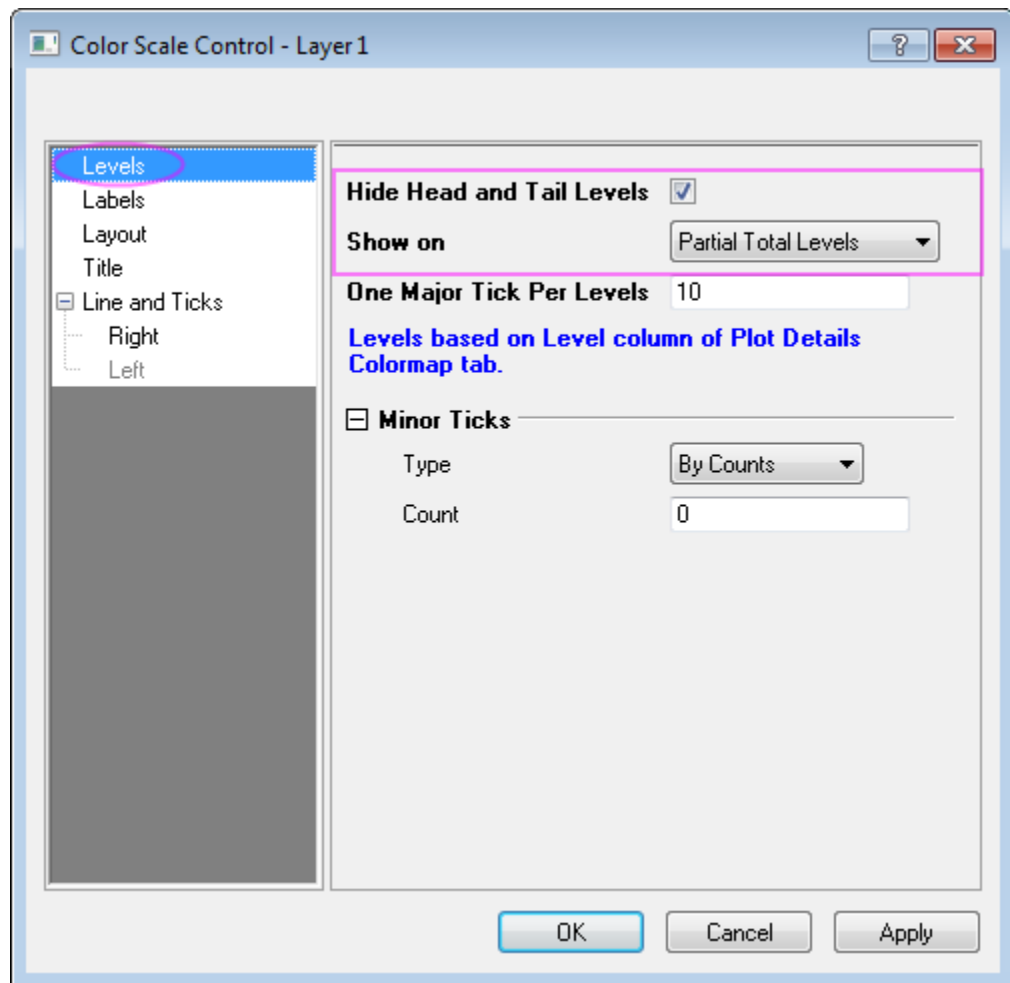 Color Scale Control - Layer 1
Levels
Labels
Layout
Title
Line and Ticks
Right
Left
Hide Head and Tail Levels
Show on Partial Total Levels
One Major Tick Per Levels 10
Levels based on Level column of Plot Details
Colormap tab.
Minor Ticks
Type By Counts
Count 0
OK Cancel Apply